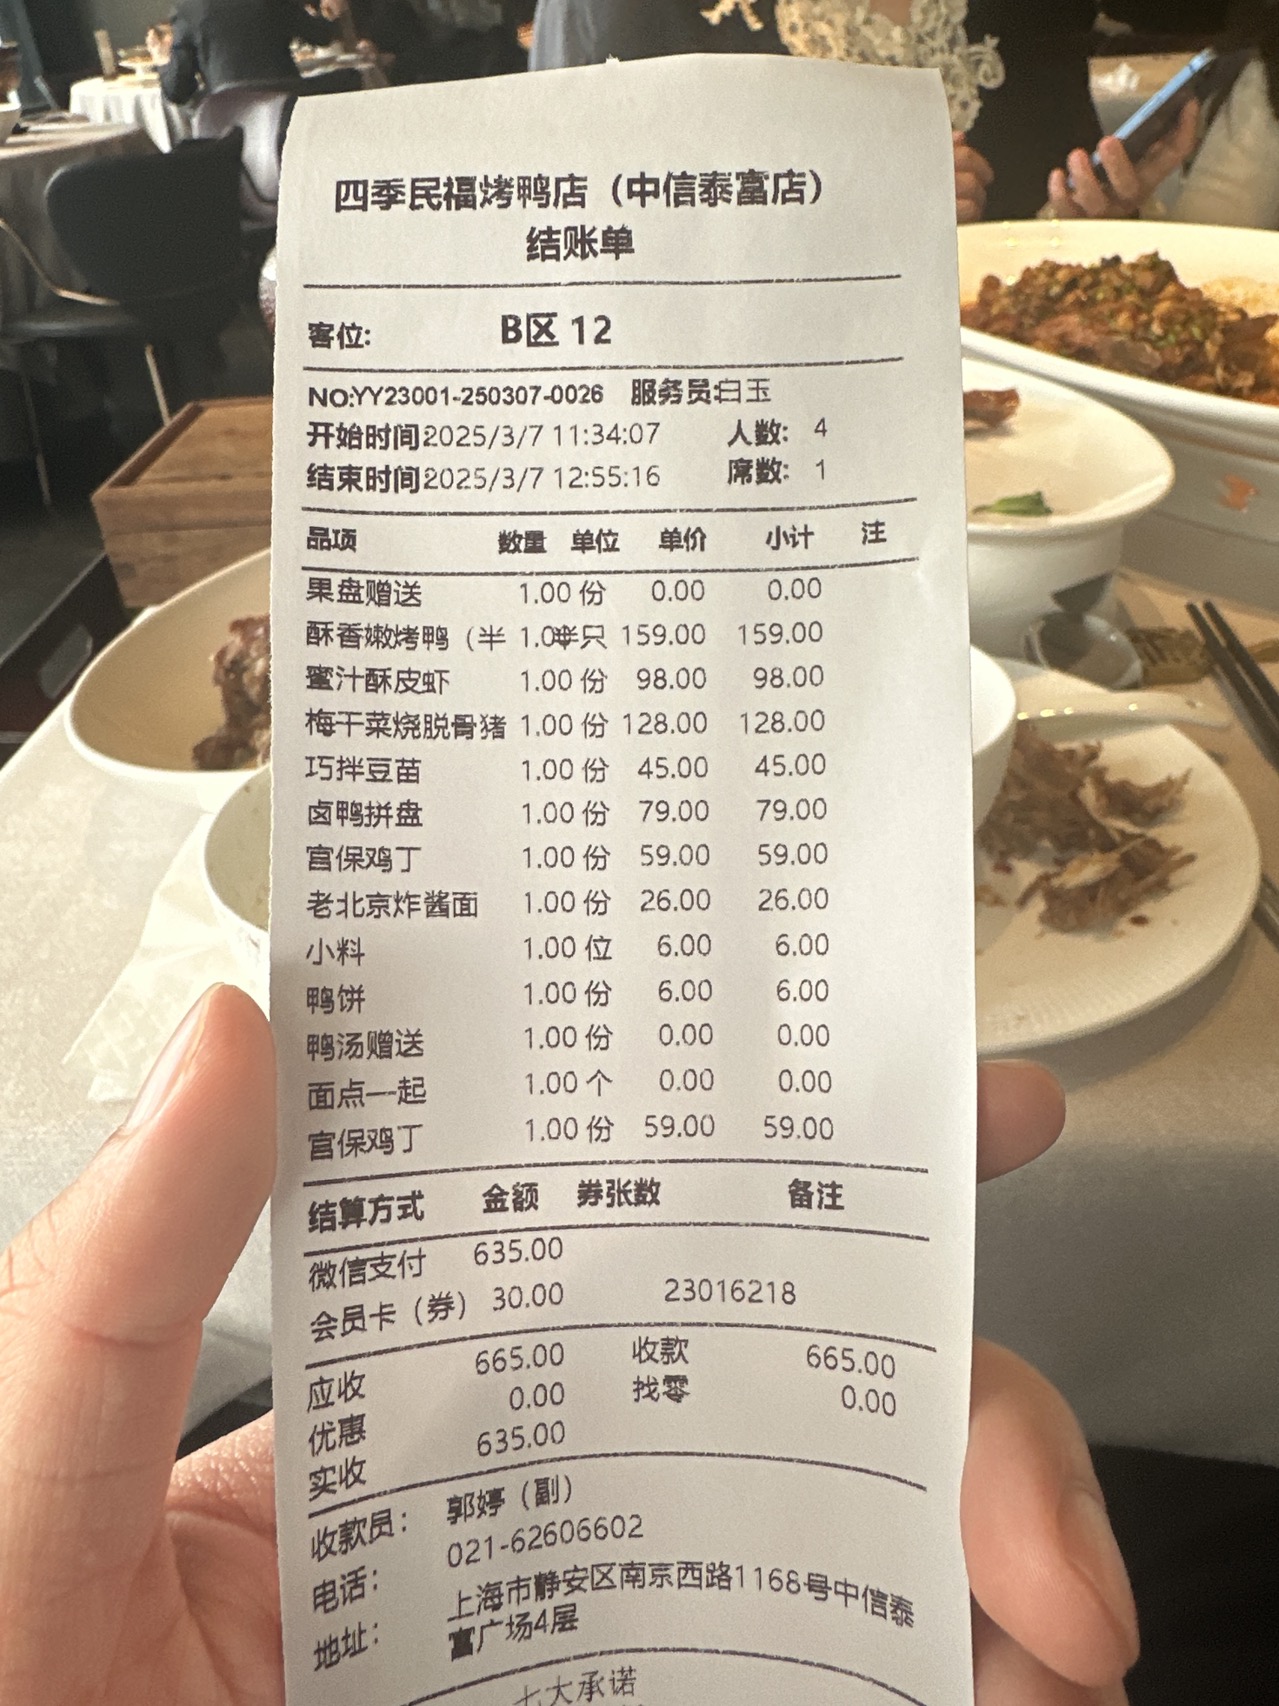 四季民福烤鸭店（中信泰富店）
结账单
客位: B区 12
NO:YY23001-250307-0026 服务员:白玉
开始时间2025/3/7 11:34:07 人数: 4
结束时间2025/3/7 12:55:16 席数: 1
品项 数量 单位 单价 小计 注
果盘赠送 1.00 份 0.00 0.00
酥香嫩烤鸭（半 1.00半只 159.00 159.00
蜜汁酥皮虾 1.00 份 98.00 98.00
梅干菜烧脱骨猪 1.00 份 128.00 128.00
巧拌豆苗 1.00 份 45.00 45.00
卤鸭拼盘 1.00 份 79.00 79.00
宫保鸡丁 1.00 份 59.00 59.00
老北京炸酱面 1.00 份 26.00 26.00
小料 1.00 位 6.00 6.00
鸭饼 1.00 份 6.00 6.00
鸭汤赠送 1.00 份 0.00 0.00
面点一起 1.00 个 0.00 0.00
宫保鸡丁 1.00 份 59.00 59.00
结算方式 金额 券张数 备注
微信支付 635.00
会员卡（券） 30.00 23016218
应收 665.00 收款 665.00
优惠 0.00 找零 0.00
实收 635.00
收款员: 郭婷（副）
电话: 021-62606602
地址: 上海市静安区南京西路1168号中信泰
富广场4层
七大承诺